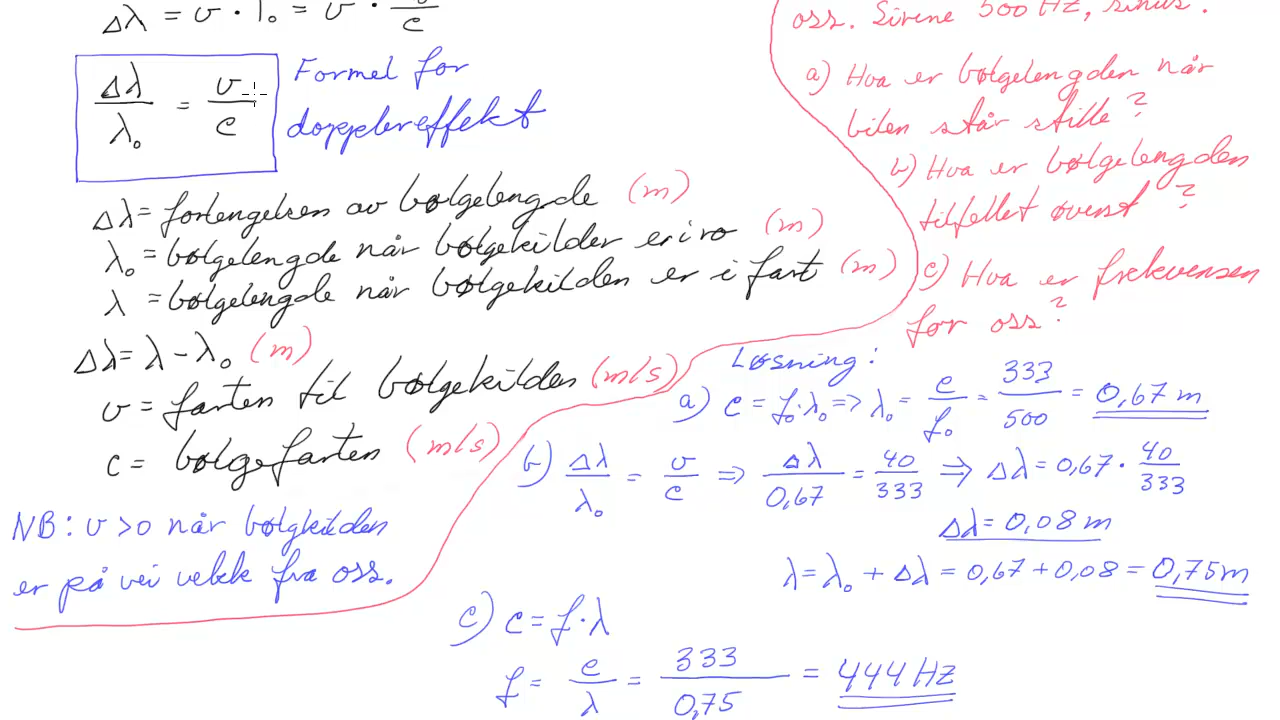 Δλ = v · T₀ = v · λ₀/c
Δλ/λ₀ = v/c
Formel for
dopplereffekt
Δλ = forlengelsen av bølgelengde (m)
λ₀ = bølgelengde når bølgekilder er i ro (m)
λ = bølgelengde når bølgekilden er i fart (m)
Δλ = λ - λ₀ (m)
v = farten til bølgekilden (m/s)
c = bølgefarten (m/s)
NB: v > 0 når bølgkilden
er på vei vekk fra oss.
oss. Sirene 500 Hz, sinus.
a) Hva er bølgelengden når
bilen står stille?
b) Hva er bølgelengden
tilfellet øverst?
c) Hva er frekvensen
for oss?
Løsning:
a) c = f₀·λ₀ => λ₀ = c/f₀ = 333/500 = 0,67 m
b) Δλ/λ₀ = v/c => Δλ/0,67 = 40/333 => Δλ = 0,67 · 40/333
Δλ = 0,08 m
λ = λ₀ + Δλ = 0,67 + 0,08 = 0,75 m
c) c = f·λ
f = c/λ = 333/0,75 = 444 Hz